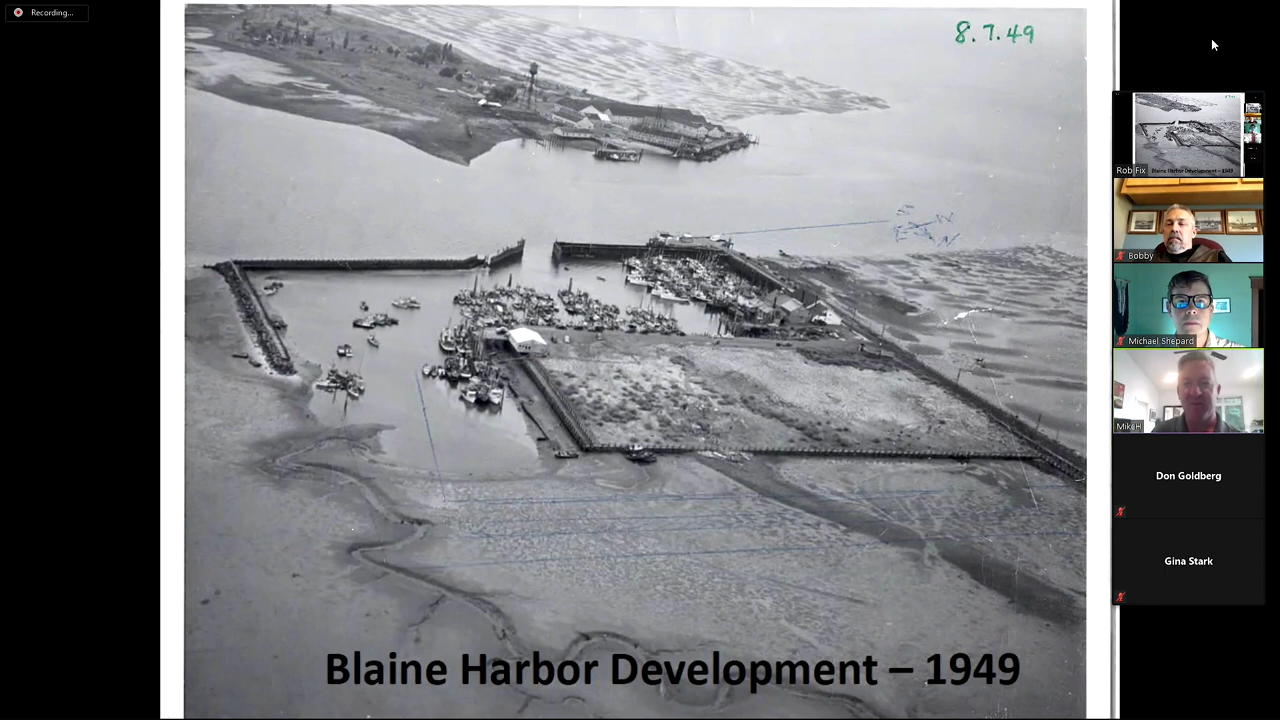 Recording...
8.7.49
S
N
E
W
Blaine Harbor Development – 1949
Rob Fix
Blaine Harbor Development – 1949
Bobby
Michael Shepard
Mike H
Don Goldberg
Gina Stark